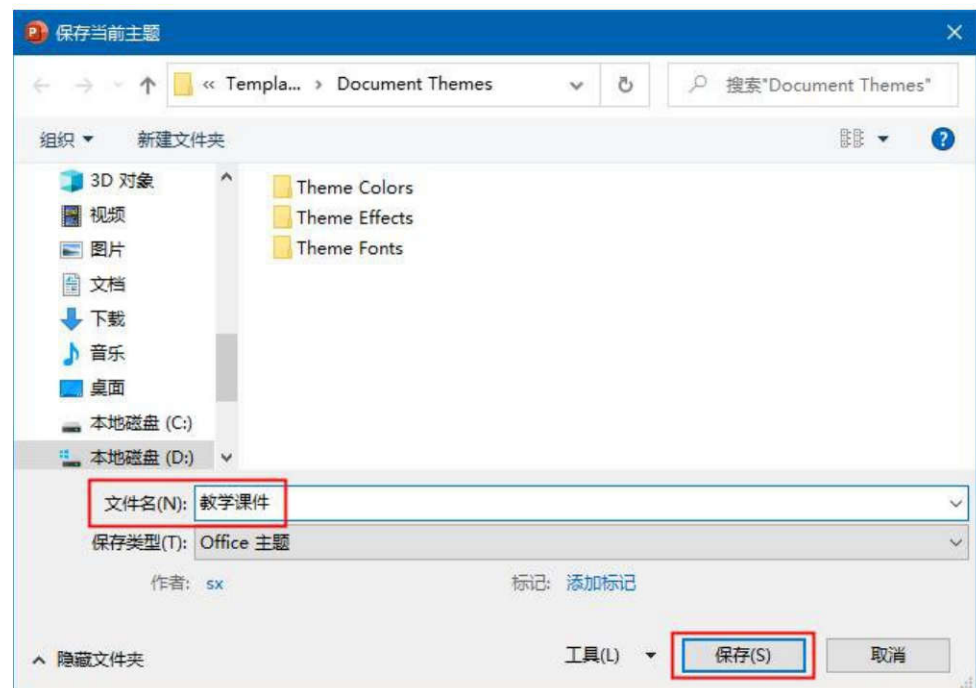 保存当前主题
« Templa... › Document Themes
搜索"Document Themes"
组织
新建文件夹
3D 对象
视频
图片
文档
下载
音乐
桌面
本地磁盘 (C:)
本地磁盘 (D:)
Theme Colors
Theme Effects
Theme Fonts
文件名(N): 教学课件
保存类型(T): Office 主题
作者: sx 标记: 添加标记
隐藏文件夹 工具(L) 保存(S) 取消